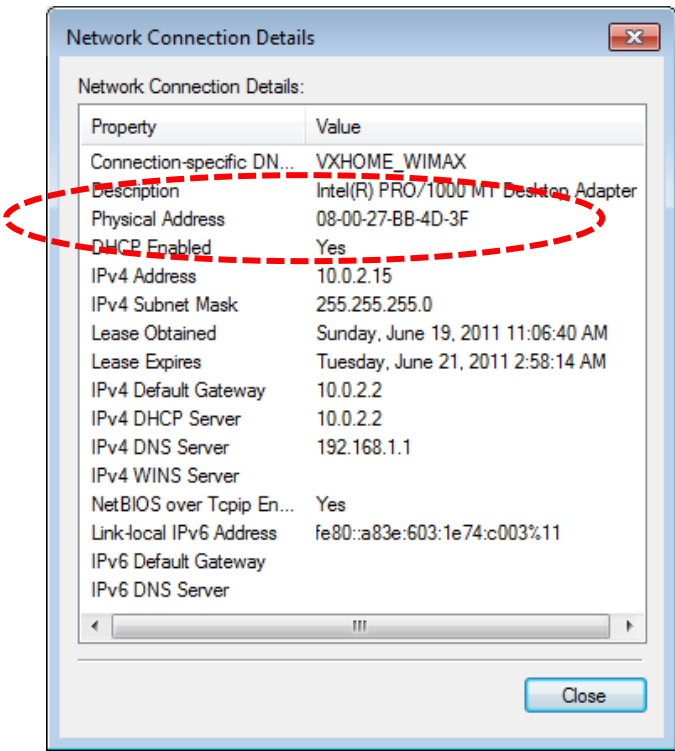 Network Connection Details
Network Connection Details:
Property Value
Connection-specific DN... VXHOME_WIMAX
Description Intel(R) PRO/1000 MT Desktop Adapter
Physical Address 08-00-27-BB-4D-3F
DHCP Enabled Yes
IPv4 Address 10.0.2.15
IPv4 Subnet Mask 255.255.255.0
Lease Obtained Sunday, June 19, 2011 11:06:40 AM
Lease Expires Tuesday, June 21, 2011 2:58:14 AM
IPv4 Default Gateway 10.0.2.2
IPv4 DHCP Server 10.0.2.2
IPv4 DNS Server 192.168.1.1
IPv4 WINS Server
NetBIOS over Tcpip En... Yes
Link-local IPv6 Address fe80::a83e:603:1e74:c003%11
IPv6 Default Gateway
IPv6 DNS Server
Close